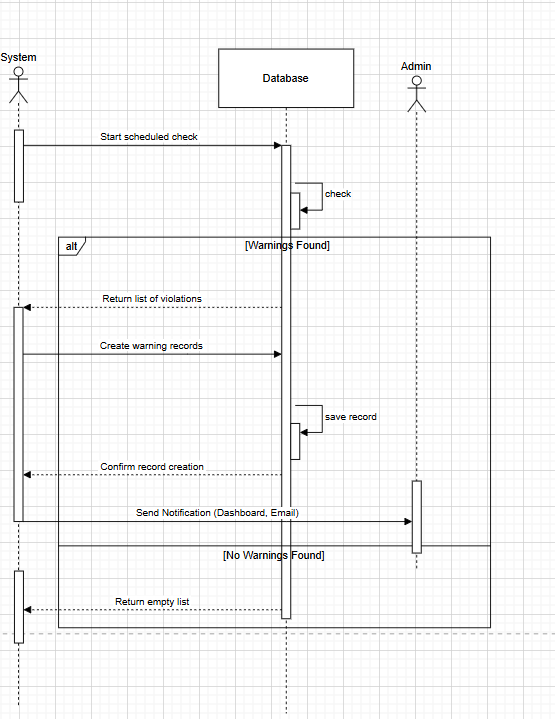 System
Database
Admin
Start scheduled check
check
alt
[Warnings Found]
Return list of violations
Create warning records
save record
Confirm record creation
Send Notification (Dashboard, Email)
[No Warnings Found]
Return empty list